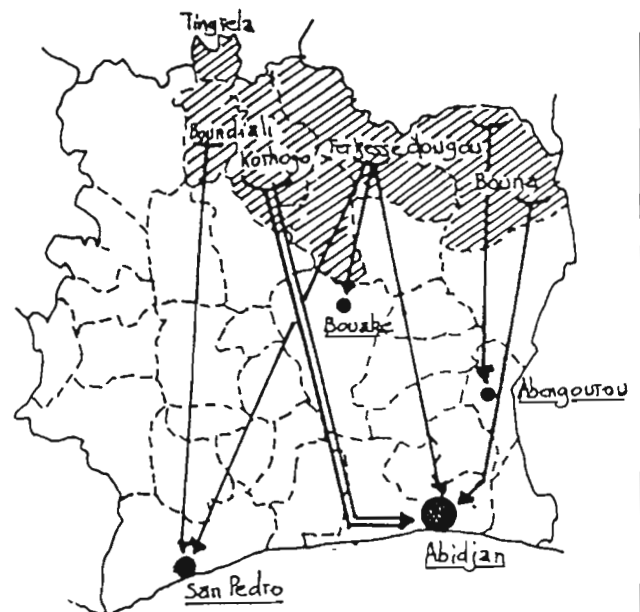 Tingrela
Boundiali
Korhogo
Ferkessedougou
Bouna
Bouake
Abengourou
Abidjan
San Pedro